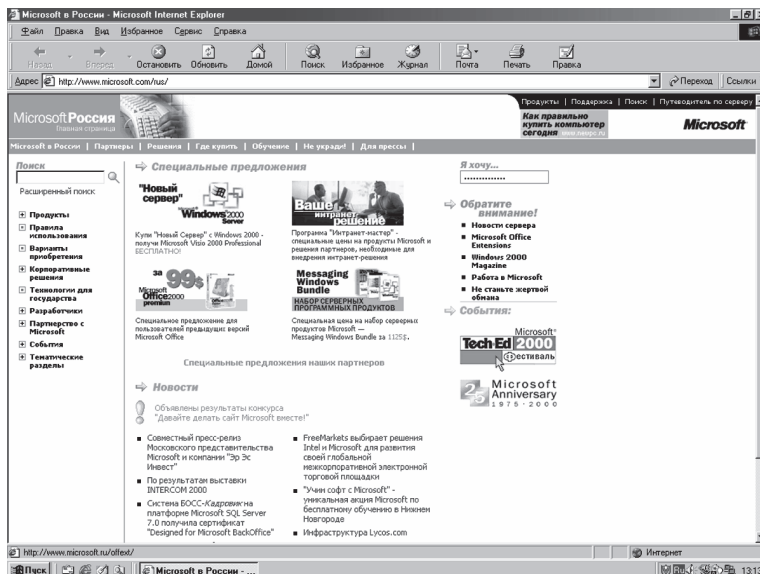 Microsoft в России - Microsoft Internet Explorer
Файл Правка Вид Избранное Сервис Справка
Назад Вперед Остановить Обновить Домой Поиск Избранное Журнал Почта Печать Правка
Адрес http://www.microsoft.com/rus/ Переход Ссылки
Продукты | Поддержка | Поиск | Путеводитель по серверу
Microsoft Россия
Главная страница
Как правильно
купить компьютер
сегодня
Microsoft
Microsoft в России | Партнеры | Решения | Где купить | Обучение | Не укради! | Для прессы |
Поиск
Расширенный поиск
Продукты
Правила
использования
Варианты
приобретения
Корпоративные
решения
Технологии для
государства
Разработчики
Партнерство с
Microsoft
События
Тематические
разделы
Специальные предложения
"Новый
сервер"
Windows 2000
Server
Купи "Новый Сервер" с Windows 2000 -
получи Microsoft Visio 2000 Professional
БЕСПЛАТНО!
Ваше
интранет
решение
Программа "Интранет-мастер" -
специальные цены на продукты Microsoft и
решения партнеров, необходимые для
внедрения интранет-решения
за 99$
Microsoft
Office2000
premium
Специальное предложение для
пользователей предыдущих версий
Microsoft Office
Messaging
Windows
Bundle
НАБОР СЕРВЕРНЫХ
ПРОГРАММНЫХ ПРОДУКТОВ
Специальная цена на набор серверных
продуктов Microsoft —
Messaging Windows Bundle за 1125$.
Специальные предложения наших партнеров
Новости
Объявлены результаты конкурса
"Давайте делать сайт Microsoft вместе!"
Совместный пресс-релиз
Московского представительства
Microsoft и компании "Эр Эс
Инвест"
По результатам выставки
INTERCOM 2000
Система БОСС-Кадровик на
платформе Microsoft SQL Server
7.0 получила сертификат
"Designed for Microsoft BackOffice"
FreeMarkets выбирает решения
Intel и Microsoft для развития
своей глобальной
межкорпоративной электронной
торговой площадки
"Учим софт с Microsoft" -
уникальная акция Microsoft по
бесплатному обучению в Нижнем
Новгороде
Инфраструктура Lycos.com
Я хочу...
Обратите
внимание!
Новости сервера
Microsoft Office
Extensions
Windows 2000
Magazine
Работа в Microsoft
Не станьте жертвой
обмана
События:
Microsoft
Tech·Ed 2000
фестиваль
25 Microsoft
Anniversary
1975-2000
http://www.microsoft.ru/offext/ Интернет
Пуск Microsoft в России - ... 13:13